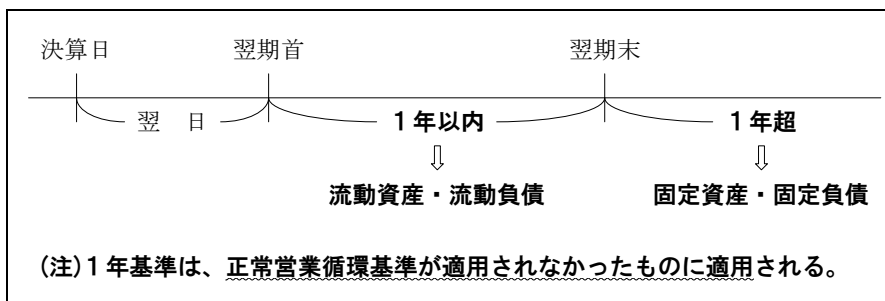 決算日 翌期首 翌期末
翌 日 1年以内 1年超
⇩ ⇩
流動資産・流動負債 固定資産・固定負債
(注)1年基準は、正常営業循環基準が適用されなかったものに適用される。